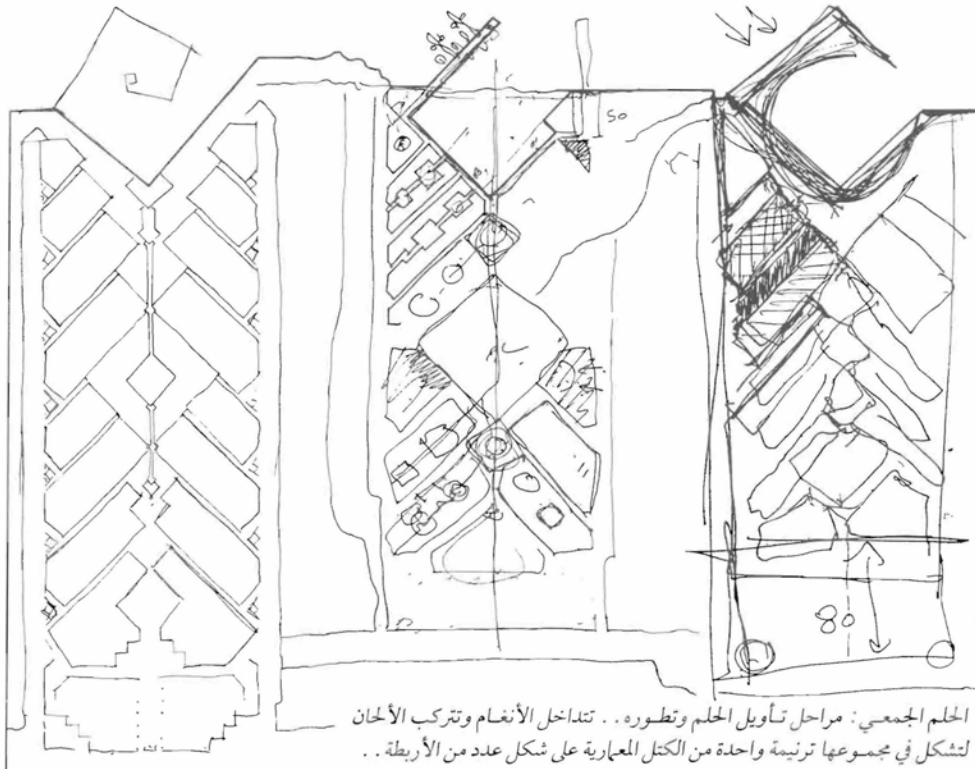 50
80
الحلم الجمعي: مراحل تأويل الحلم وتطوره.. تتداخل الأنغام وتتركب الألحان
لتشكل في مجموعها ترنيمة واحدة من الكتل المعمارية على شكل عدد من الأربطة..